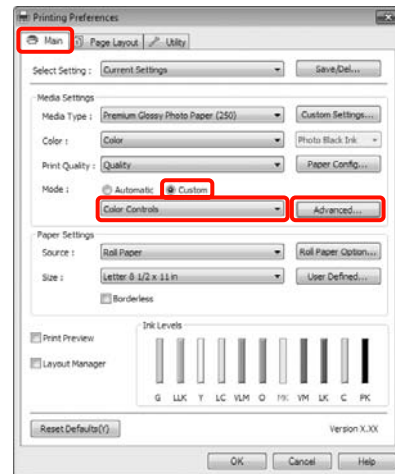 Printing Preferences
Main Page Layout Utility
Select Setting : Current Settings Save/Del...
Media Settings
Media Type : Premium Glossy Photo Paper (250) Custom Settings...
Color : Color Photo Black Ink
Print Quality : Quality Paper Config...
Mode : Automatic Custom
Color Controls Advanced...
Paper Settings
Source : Roll Paper Roll Paper Option...
Size : Letter 8 1/2 x 11 in User Defined...
Borderless
Print Preview
Layout Manager
Ink Levels
G LLK Y LC VLM O MK VM LK C PK
Reset Defaults(Y) Version X.XX
OK Cancel Help